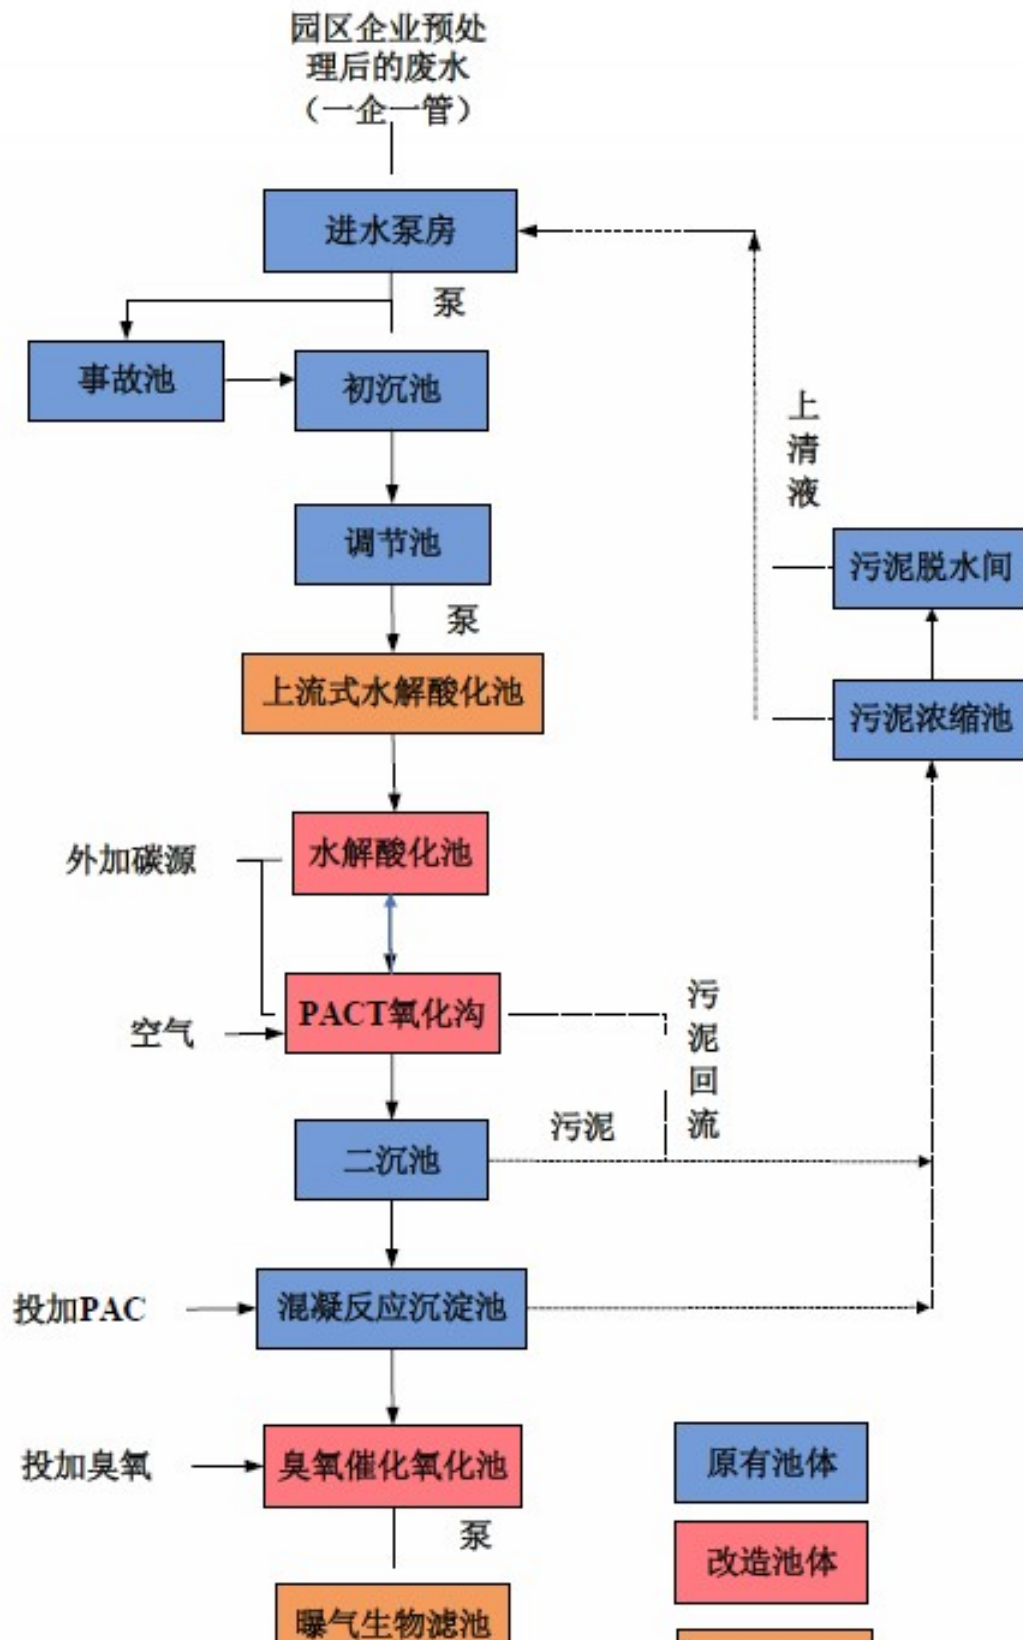 园区企业预处
理后的废水
（一企一管）
进水泵房
泵
事故池
初沉池
上
清
液
调节池
污泥脱水间
泵
上流式水解酸化池
污泥浓缩池
水解酸化池
外加碳源
PACT氧化沟
空气
污
泥
回
流
污泥
二沉池
投加PAC
混凝反应沉淀池
投加臭氧
臭氧催化氧化池
原有池体
泵
改造池体
曝气生物滤池